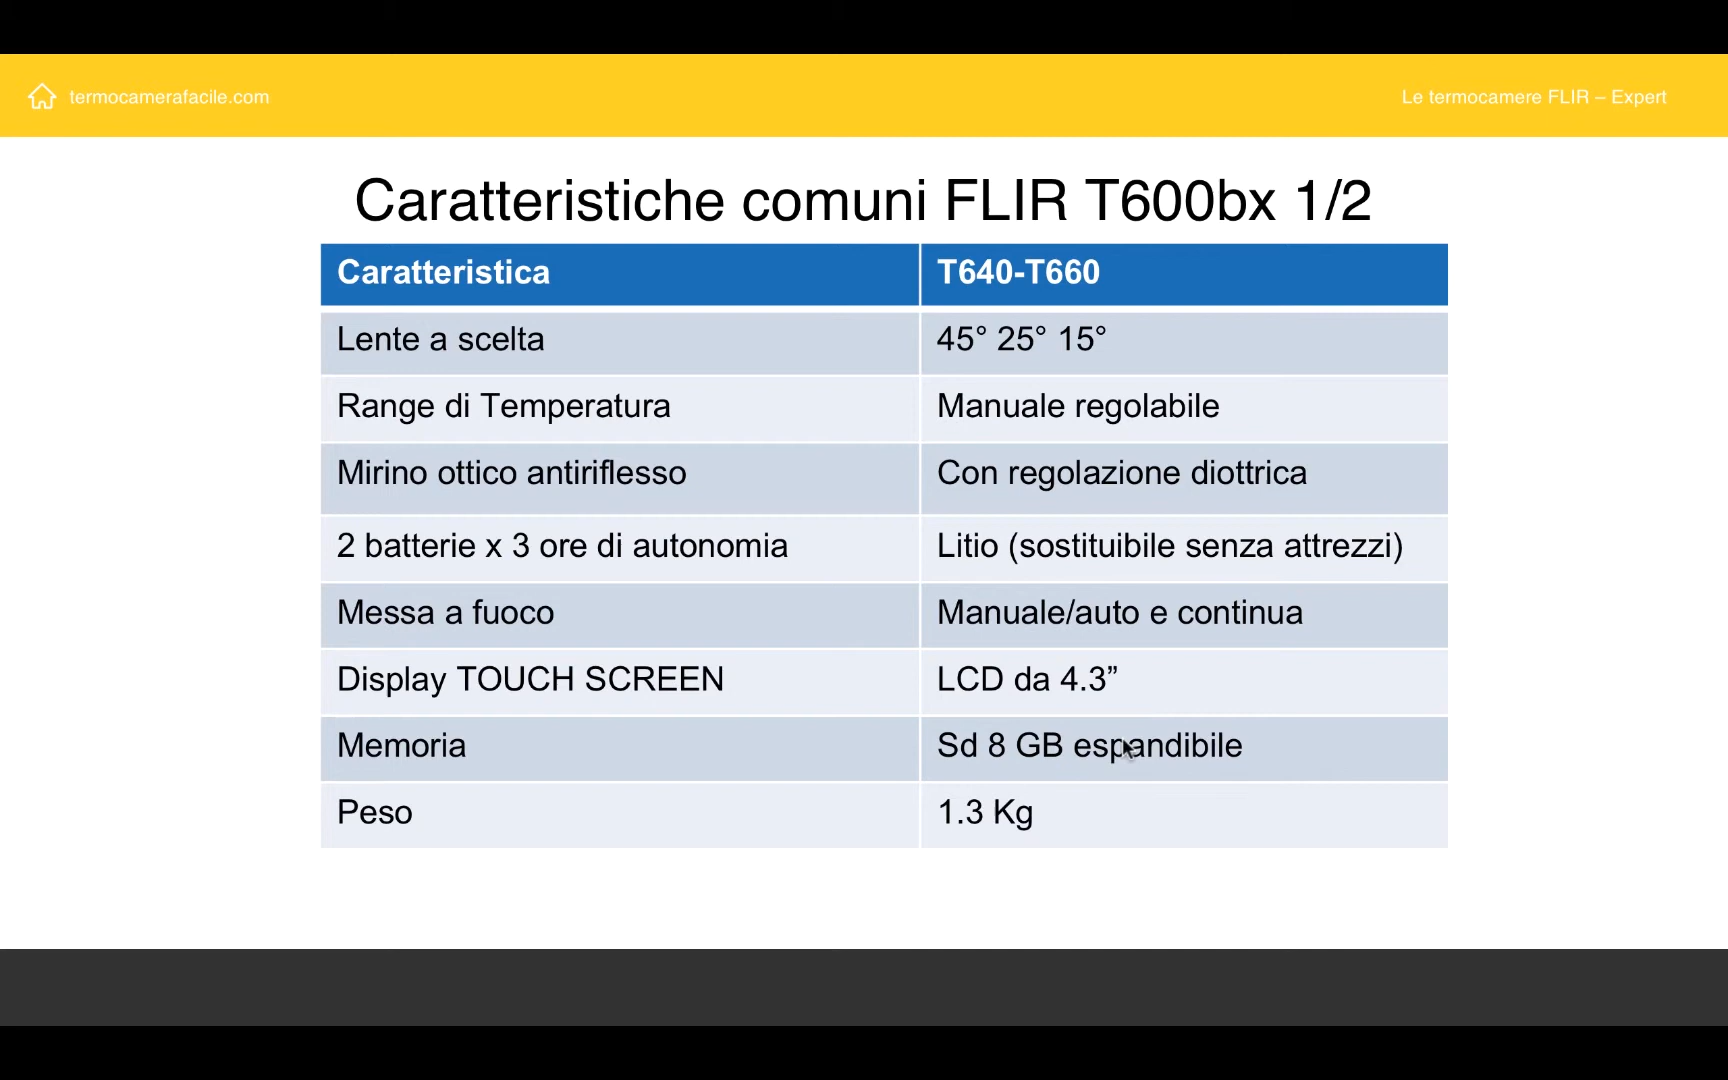 termocamerafacile.com
Le termocamere FLIR – Expert
Caratteristiche comuni FLIR T600bx 1/2
Caratteristica T640-T660
Lente a scelta 45° 25° 15°
Range di Temperatura Manuale regolabile
Mirino ottico antiriflesso Con regolazione diottrica
2 batterie x 3 ore di autonomia Litio (sostituibile senza attrezzi)
Messa a fuoco Manuale/auto e continua
Display TOUCH SCREEN LCD da 4.3”
Memoria Sd 8 GB espandibile
Peso 1.3 Kg